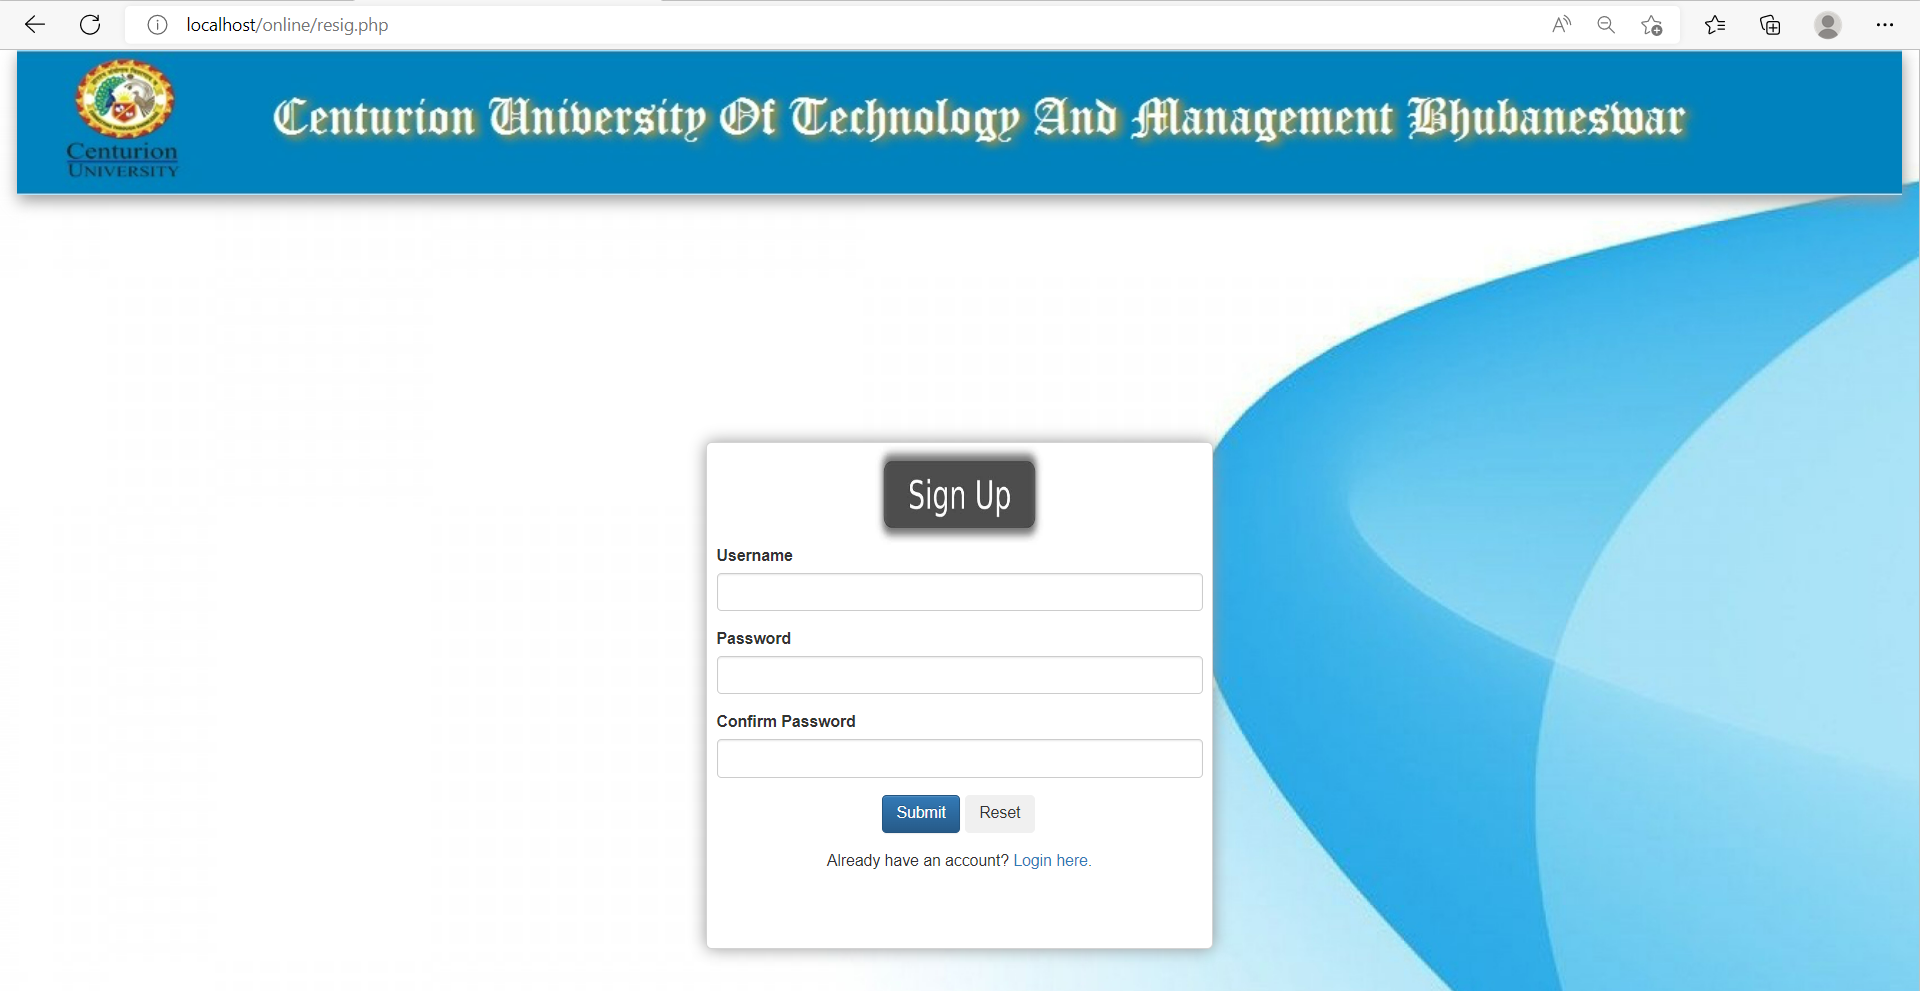 localhost/online/resig.php
Centurion University Of Technology And Management Bhubaneswar
Centurion
UNIVERSITY
Sign Up
Username
Password
Confirm Password
Submit Reset
Already have an account? Login here.